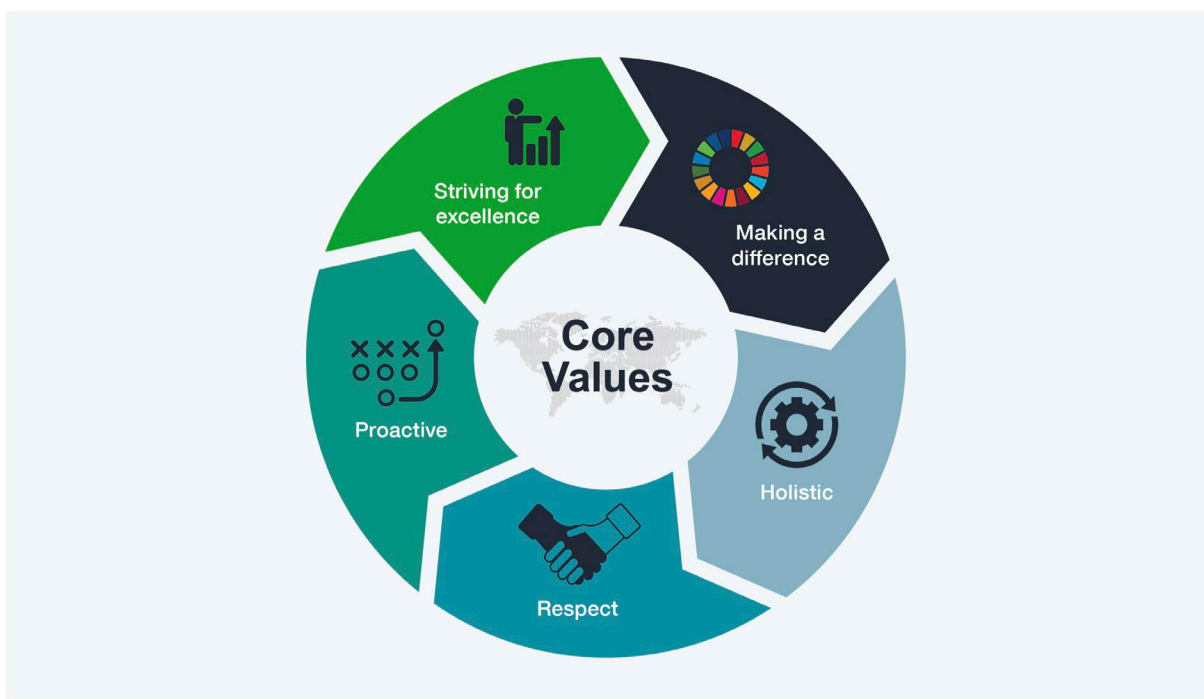 Core
Values
Making a
difference
Holistic
Respect
Proactive
Striving for
excellence